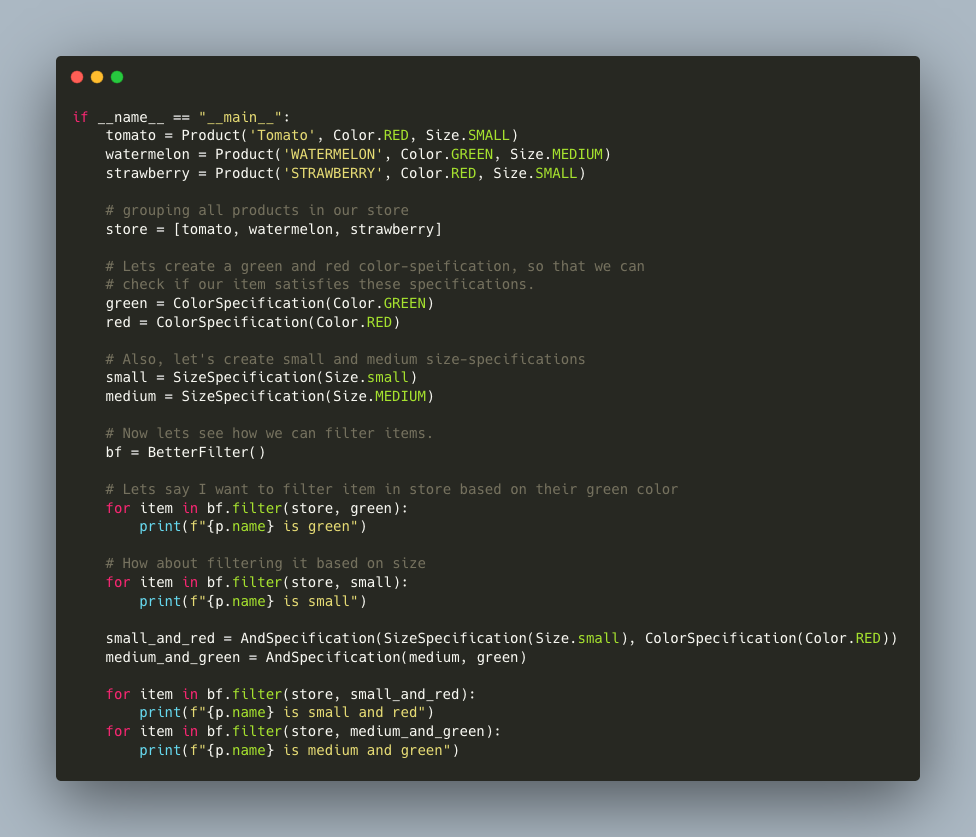 if __name__ == "__main__":
    tomato = Product('Tomato', Color.RED, Size.SMALL)
    watermelon = Product('WATERMELON', Color.GREEN, Size.MEDIUM)
    strawberry = Product('STRAWBERRY', Color.RED, Size.SMALL)

    # grouping all products in our store
    store = [tomato, watermelon, strawberry]

    # Lets create a green and red color-speification, so that we can
    # check if our item satisfies these specifications.
    green = ColorSpecification(Color.GREEN)
    red = ColorSpecification(Color.RED)

    # Also, let's create small and medium size-specifications
    small = SizeSpecification(Size.small)
    medium = SizeSpecification(Size.MEDIUM)

    # Now lets see how we can filter items.
    bf = BetterFilter()

    # Lets say I want to filter item in store based on their green color
    for item in bf.filter(store, green):
        print(f"{p.name} is green")

    # How about filtering it based on size
    for item in bf.filter(store, small):
        print(f"{p.name} is small")

    small_and_red = AndSpecification(SizeSpecification(Size.small), ColorSpecification(Color.RED))
    medium_and_green = AndSpecification(medium, green)

    for item in bf.filter(store, small_and_red):
        print(f"{p.name} is small and red")
    for item in bf.filter(store, medium_and_green):
        print(f"{p.name} is medium and green")